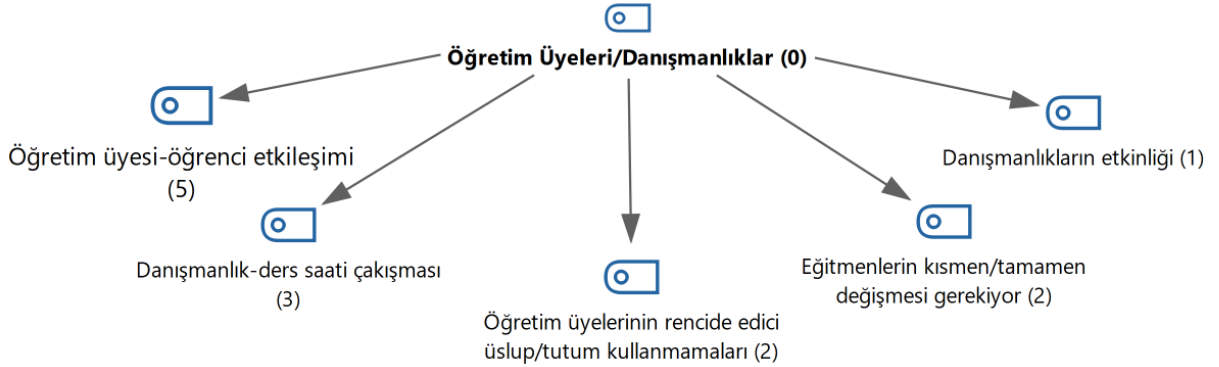 Öğretim Üyeleri/Danışmanlıklar (0)
Öğretim üyesi-öğrenci etkileşimi
(5)
Danışmanlık-ders saati çakışması
(3)
Öğretim üyelerinin rencide edici
üslup/tutum kullanmamaları (2)
Eğitmenlerin kısmen/tamamen
değişmesi gerekiyor (2)
Danışmanlıkların etkinliği (1)